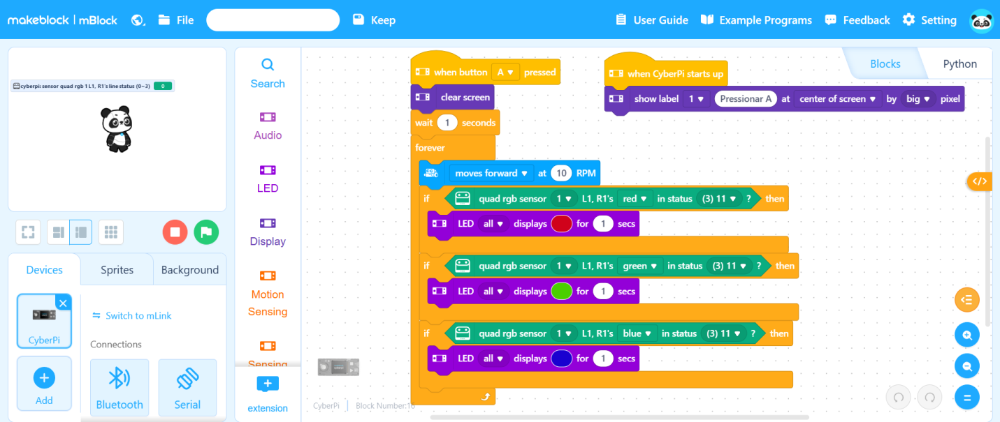 makeblock | mBlock
File
Keep
User Guide
Example Programs
Feedback
Setting
cyberpi: sensor quad rgb 1 L1, R1's line status (0~3) 0
Devices
Sprites
Background
CyberPi
Add
Switch to mLink
Connections
Bluetooth
Serial
Search
Audio
LED
Display
Motion
Sensing
Sensing
extension
when button A pressed
clear screen
wait 1 seconds
forever
moves forward at 10 RPM
if quad rgb sensor 1 L1, R1's red in status (3) 11 ? then
LED all displays for 1 secs
if quad rgb sensor 1 L1, R1's green in status (3) 11 ? then
LED all displays for 1 secs
if quad rgb sensor 1 L1, R1's blue in status (3) 11 ? then
LED all displays for 1 secs
when CyberPi starts up
show label 1 Pressionar A at center of screen by big pixel
Blocks
Python
CyberPi
Block Number:16